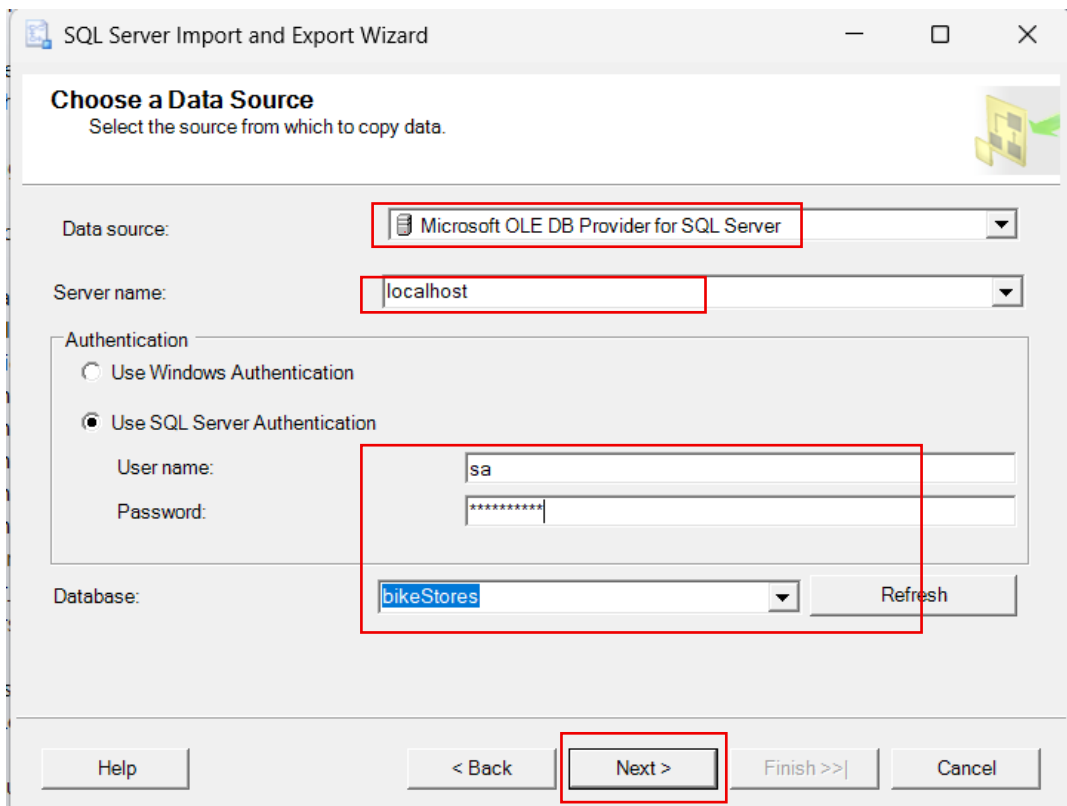 SQL Server Import and Export Wizard
Choose a Data Source
Select the source from which to copy data.
Data source:
Microsoft OLE DB Provider for SQL Server
Server name:
localhost
Authentication
Use Windows Authentication
Use SQL Server Authentication
User name:
sa
Password:
**********
Database:
bikeStores
Refresh
Help
< Back
Next >
Finish >>|
Cancel